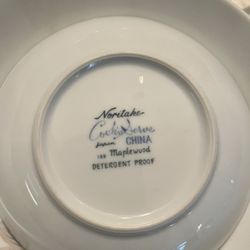 Noritake
Cook'n Serve
Japan CHINA
Maplewood
DETERGENT PROOF